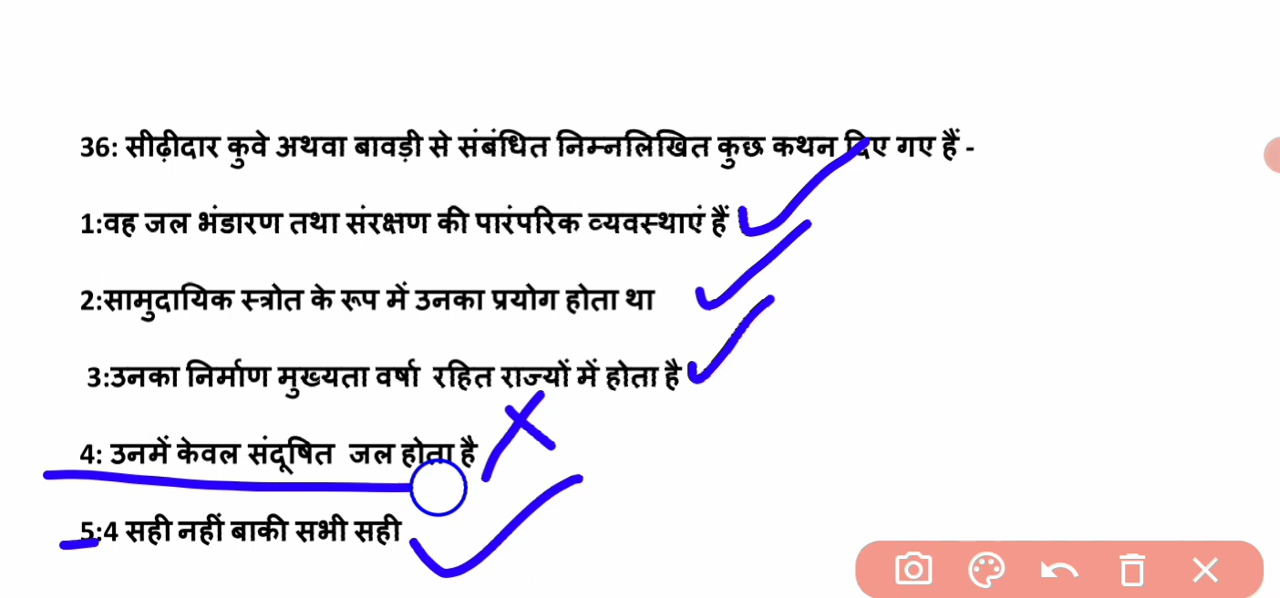 36: सीढ़ीदार कुवे अथवा बावड़ी से संबंधित निम्नलिखित कुछ कथन दिए गए हैं -
1:वह जल भंडारण तथा संरक्षण की पारंपरिक व्यवस्थाएं हैं
2:सामुदायिक स्त्रोत के रूप में उनका प्रयोग होता था
3:उनका निर्माण मुख्यता वर्षा रहित राज्यों में होता है
4: उनमें केवल संदूषित जल होता है
5:4 सही नहीं बाकी सभी सही